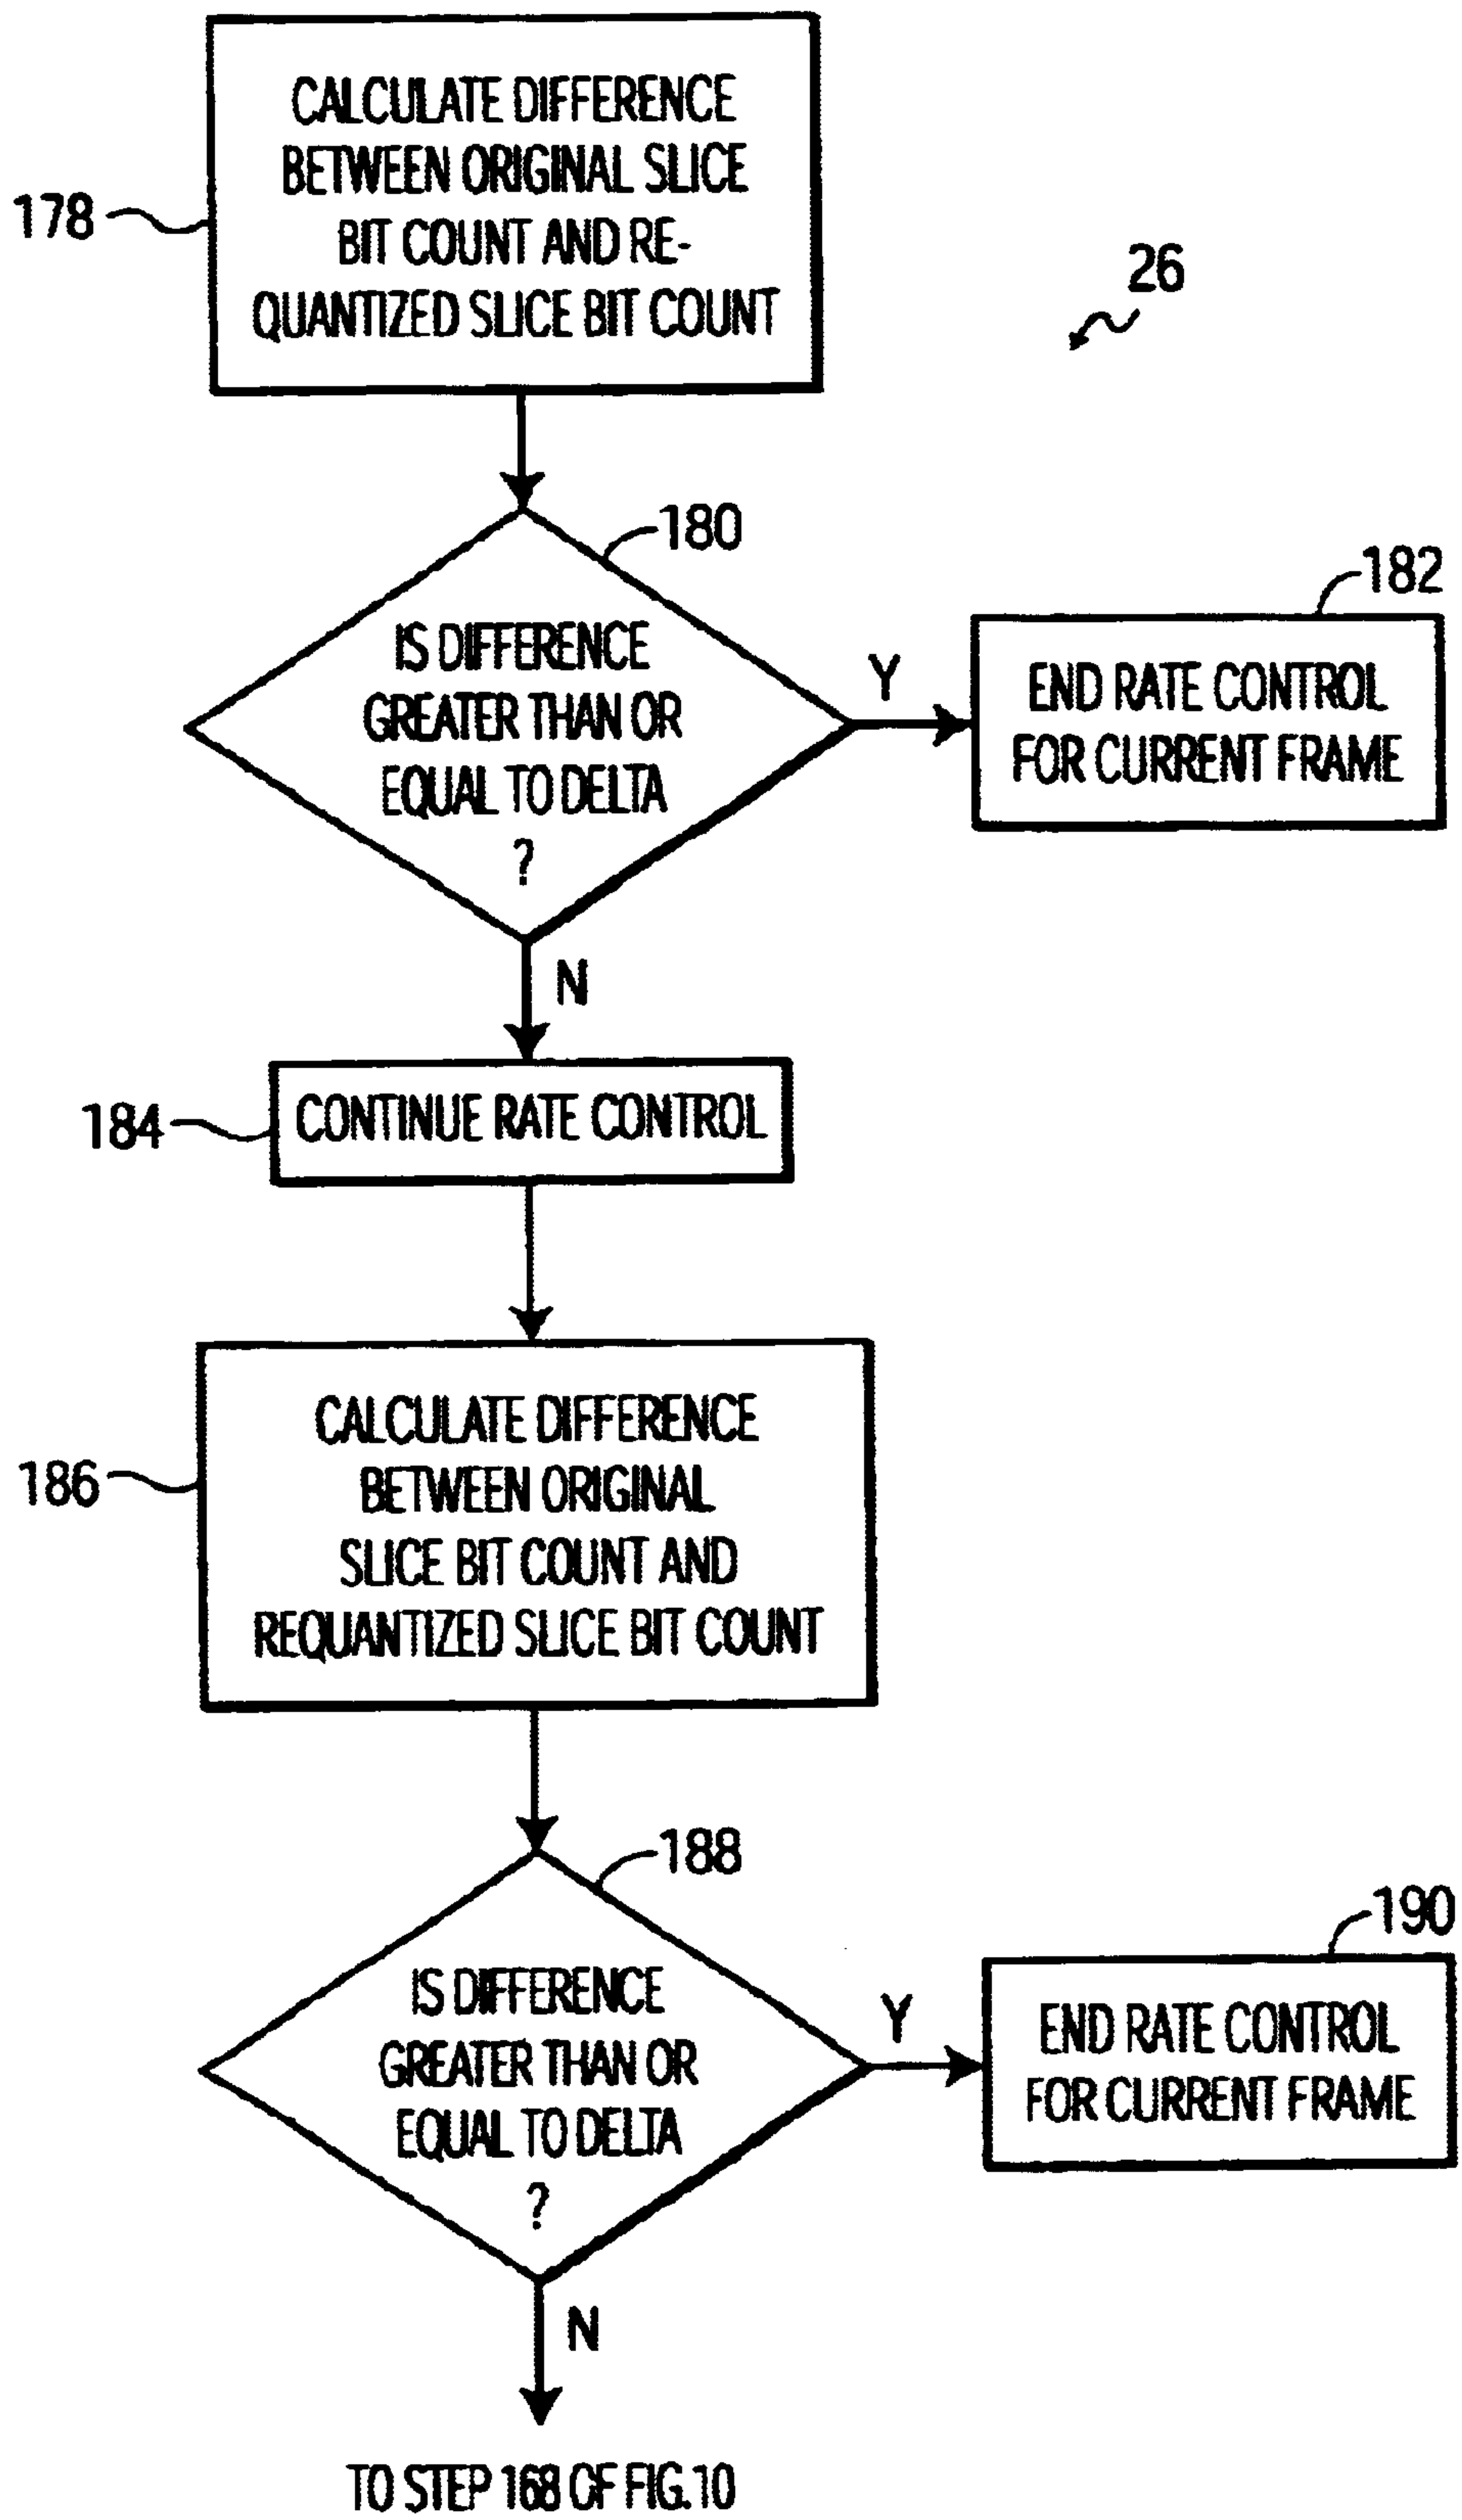 CALCULATE DIFFERENCE
BETWEEN ORIGINAL SLICE
BIT COUNT AND RE-
QUANTIZED SLICE BIT COUNT
178
26
180
IS DIFFERENCE
GREATER THAN OR
EQUAL TO DELTA
?
Y
182
END RATE CONTROL
FOR CURRENT FRAME
N
184
CONTINUE RATE CONTROL
CALCULATE DIFFERENCE
BETWEEN ORIGINAL
SLICE BIT COUNT AND
REQUANTIZED SLICE BIT COUNT
186
188
IS DIFFERENCE
GREATER THAN OR
EQUAL TO DELTA
?
Y
190
END RATE CONTROL
FOR CURRENT FRAME
N
TO STEP 168 OF FIG.10